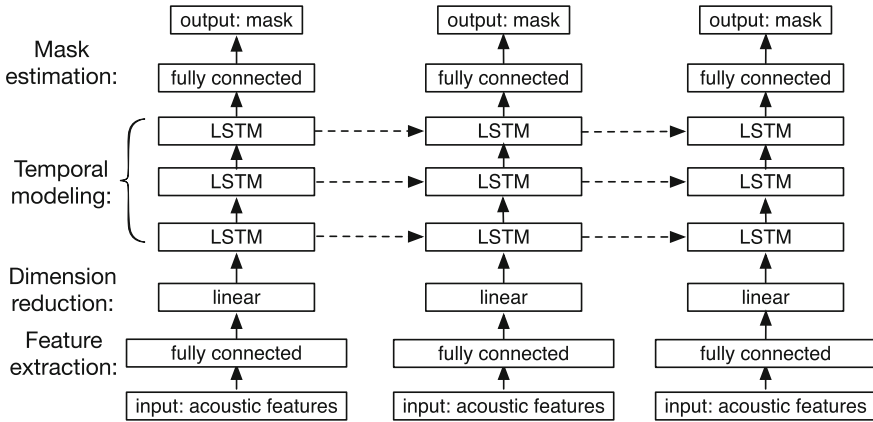 output: mask output: mask output: mask
Mask
estimation:
fully connected fully connected fully connected
LSTM LSTM LSTM
Temporal
modeling:
LSTM LSTM LSTM
LSTM LSTM LSTM
Dimension
reduction:
linear linear linear
Feature
extraction:
fully connected fully connected fully connected
input: acoustic features input: acoustic features input: acoustic features